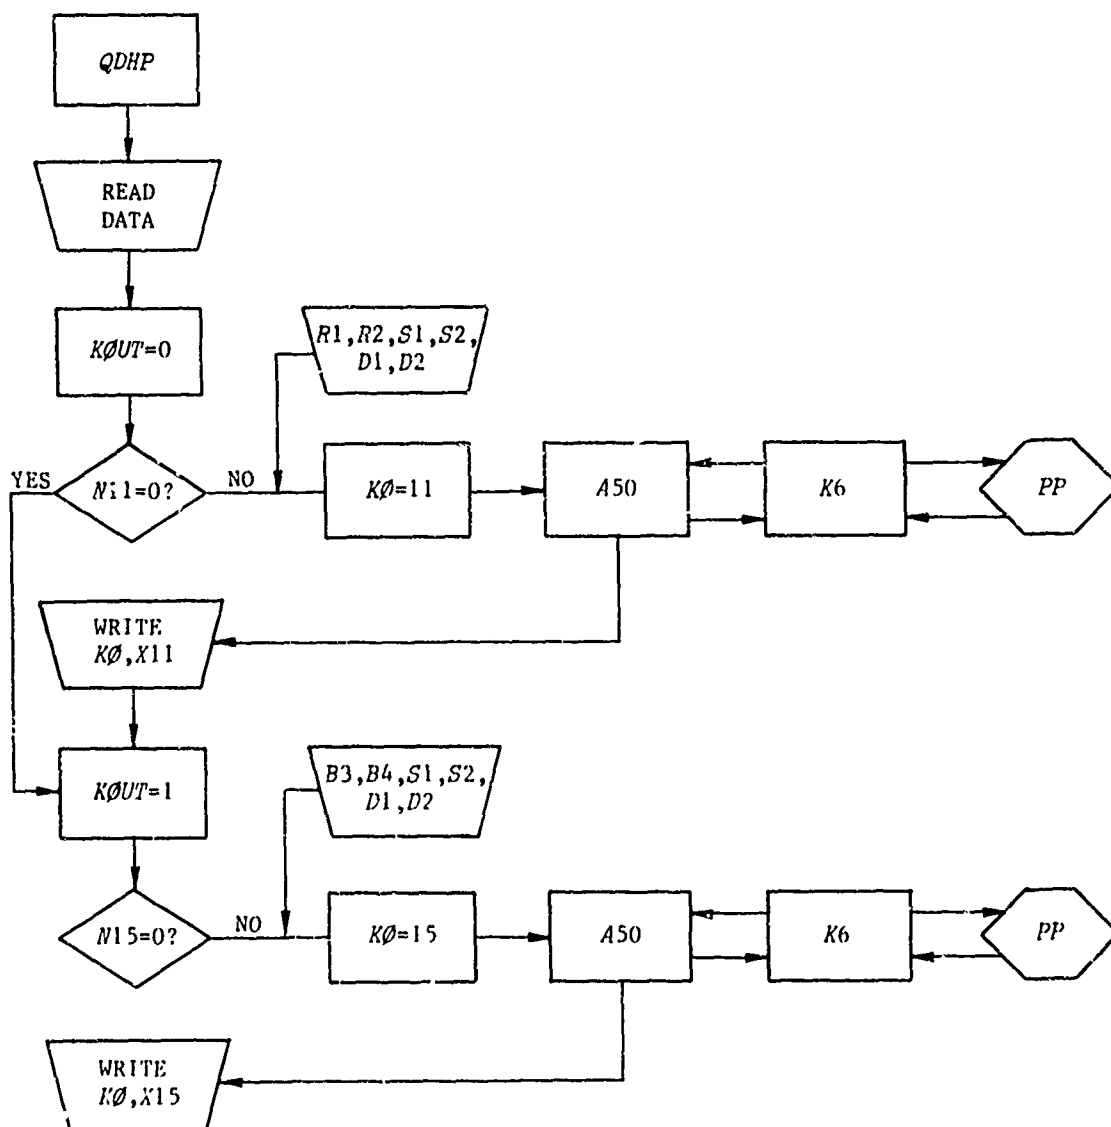 QDHP
READ
DATA
KØUT=0
R1,R2,S1,S2,
D1,D2
YES
N11=0?
NO
KØ=11
A50
K6
PP
WRITE
KØ,X11
KØUT=1
B3,B4,S1,S2,
D1,D2
N15=0?
NO
KØ=15
A50
K6
PP
WRITE
KØ,X15